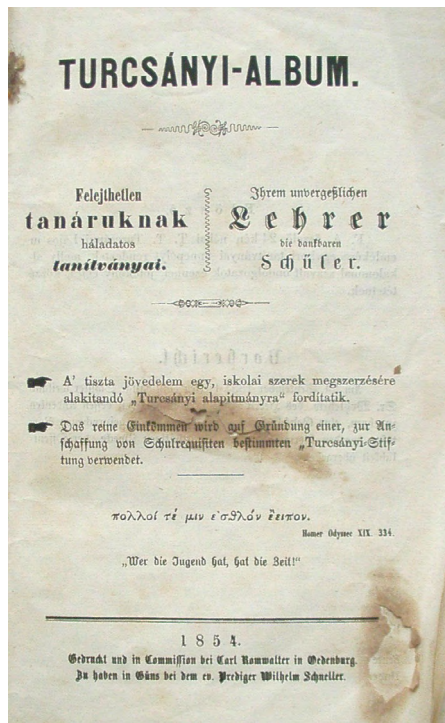 TURCSÁNYI-ALBUM.
Felejthetlen
tanáruknak
háladatos
tanítványai.
Ihrem unvergeßlichen
Lehrer
die dankbaren
Schüler.
A' tiszta jövedelem egy, iskolai szerek megszerzésére
alakitandó „Turcsányi alapitmányra“ fordítatik.
Das reine Einkommen wird auf Gründung einer, zur An-
schaffung von Schulrequisiten bestimmten „Turcsányi-Stif-
tung verwendet.
πολλοί τέ μιν ἐσθλόν ἔειπον.
Homer Odyssee XIX 334.
„Wer die Jugend hat, hat die Zeit!“
1854.
Gedruckt und in Commission bei Carl Romwalter in Oedenburg.
Zu haben in Güns bei dem ev. Prediger Wilhelm Schneller.